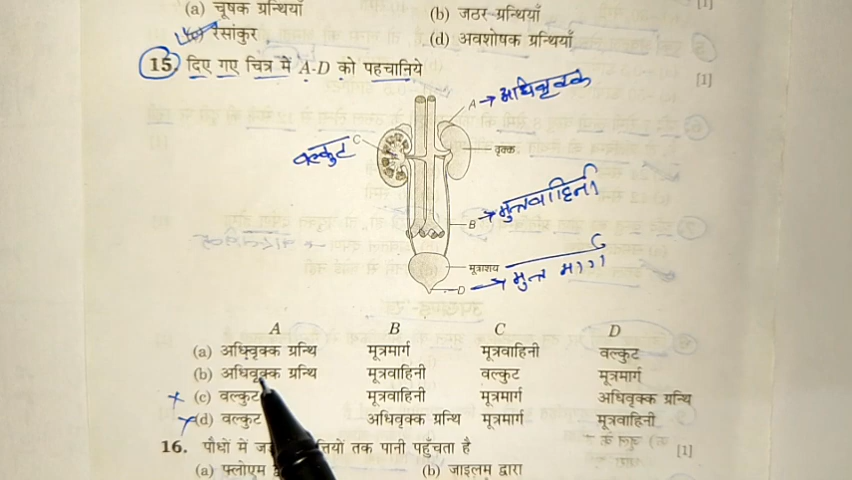 (a) चूषक ग्रन्थियाँ (b) जठर ग्रन्थियाँ
[1]
रसांकुर (d) अवशोषक ग्रन्थियाँ
15. दिए गए चित्र में A-D को पहचानिये [1]
A → अधिवृक्क
वल्कुट C
वृक्क
B → मुत्रवाहिनी
मूत्राशय
D → मुत्र मार्ग
A B C D
(a) अधिवृक्क ग्रन्थि मूत्रमार्ग मूत्रवाहिनी वल्कुट
(b) अधिवृक्क ग्रन्थि मूत्रवाहिनी वल्कुट मूत्रमार्ग
(c) वल्कुट मूत्रवाहिनी मूत्रमार्ग अधिवृक्क ग्रन्थि
(d) वल्कुट अधिवृक्क ग्रन्थि मूत्रमार्ग मूत्रवाहिनी
16. पौधों में तक पानी पहुँचता है [1]
(a) फ्लोएम (b) जाइलम द्वारा